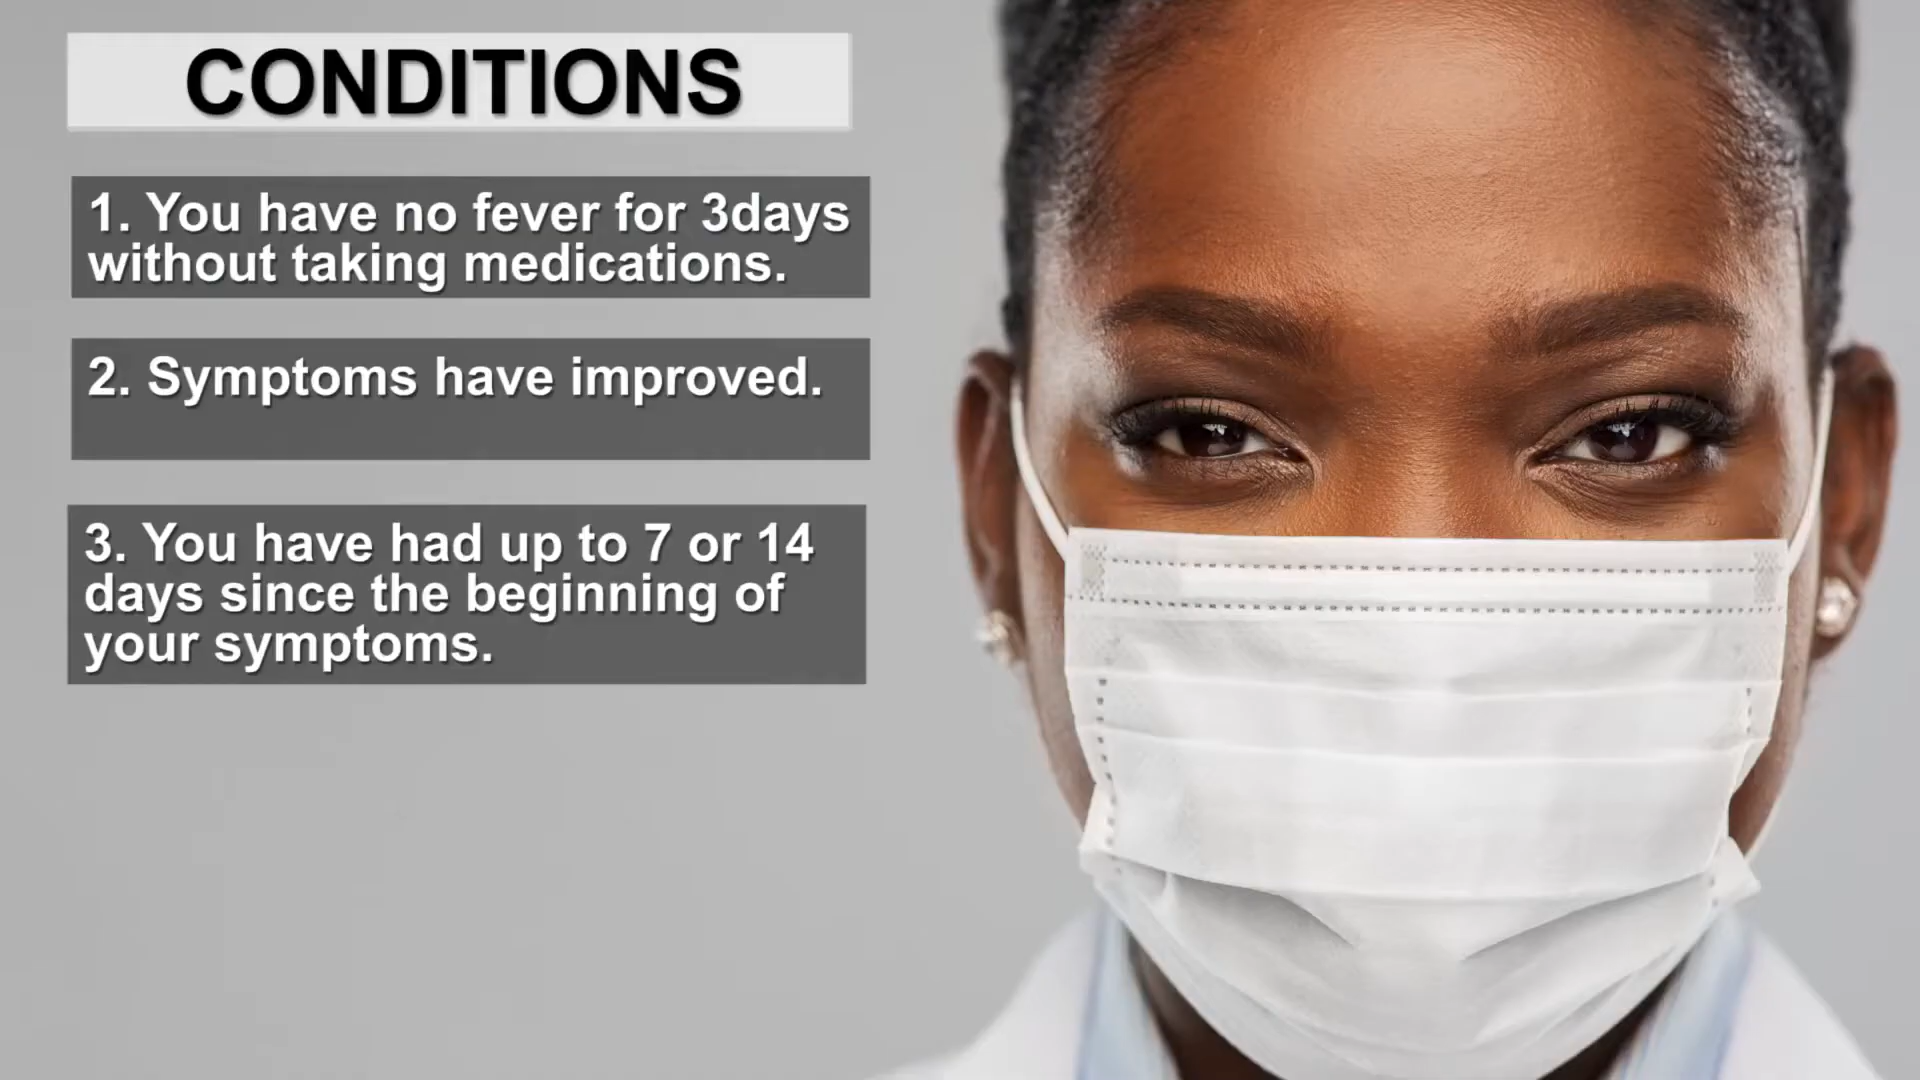 CONDITIONS
1. You have no fever for 3days
without taking medications.
2. Symptoms have improved.
3. You have had up to 7 or 14
days since the beginning of
your symptoms.